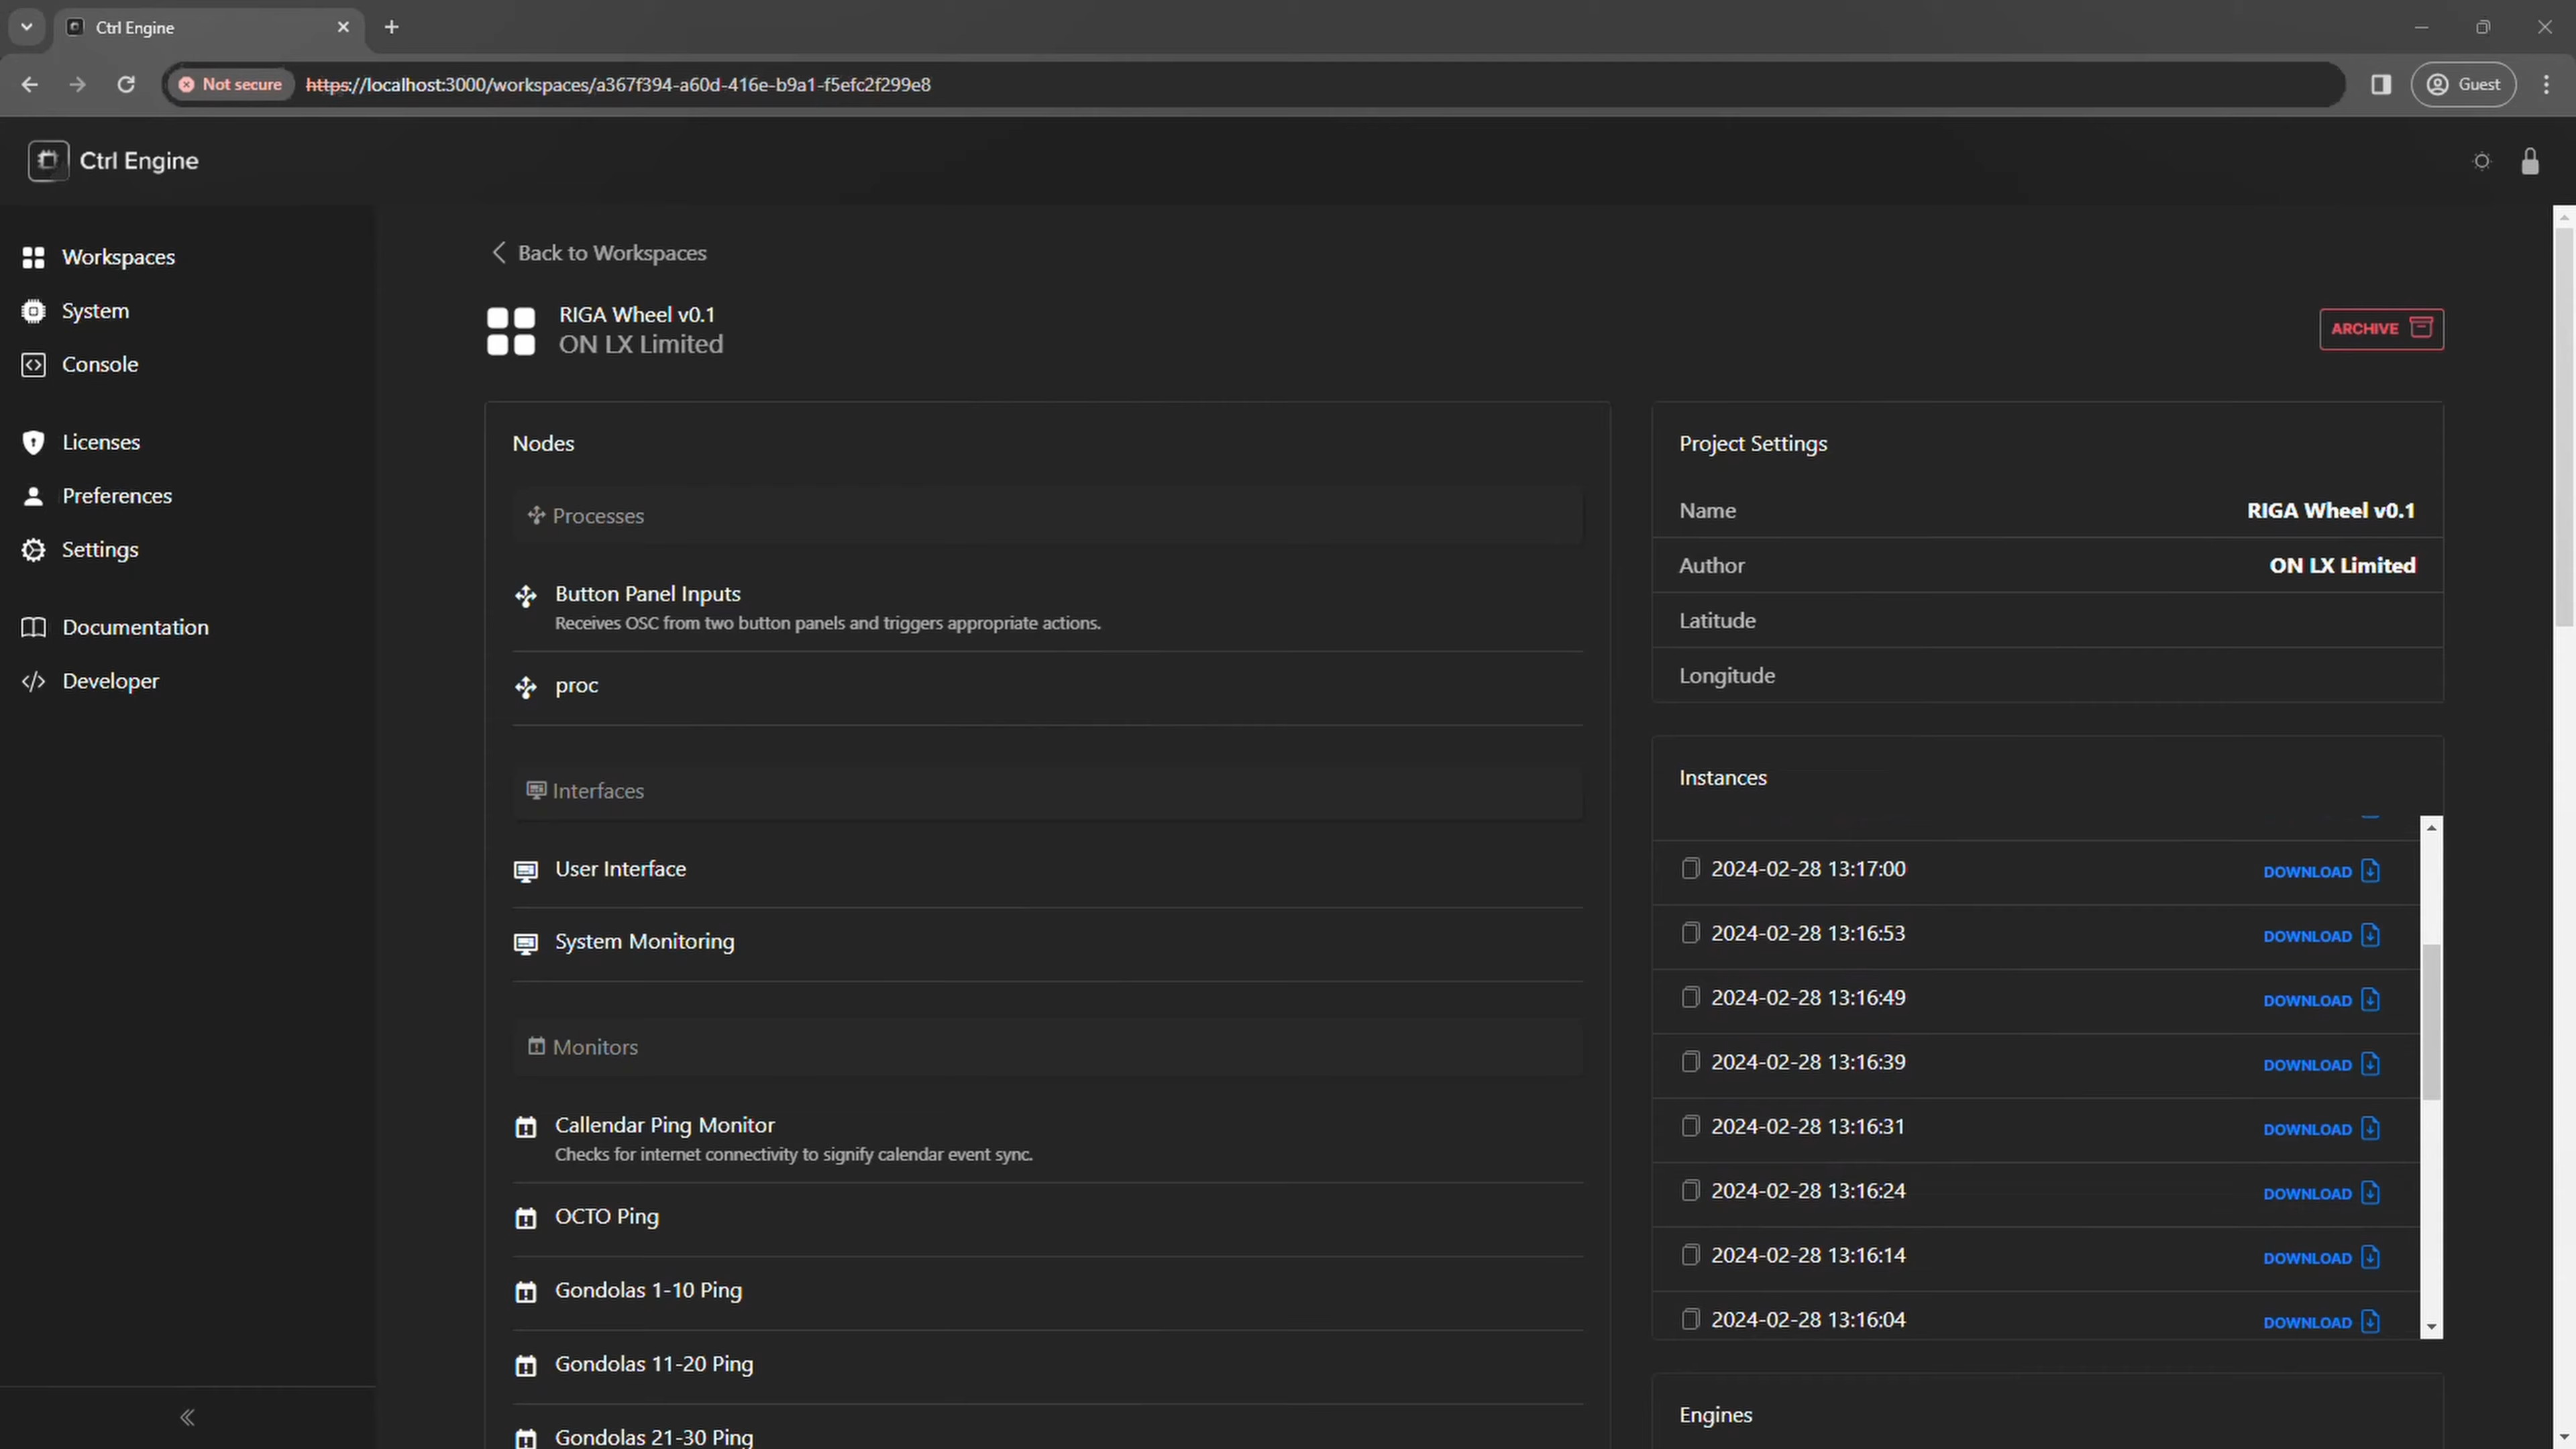 Ctrl Engine
Not secure
https://localhost:3000/workspaces/a367f394-a60d-416e-b9a1-f5efc2f299e8
Guest
Ctrl Engine
Workspaces
System
Console
Licenses
Preferences
Settings
Documentation
Developer
Back to Workspaces
RIGA Wheel v0.1
ON LX Limited
ARCHIVE
Nodes
Processes
Button Panel Inputs
Receives OSC from two button panels and triggers appropriate actions.
proc
Interfaces
User Interface
System Monitoring
Monitors
Callendar Ping Monitor
Checks for internet connectivity to signify calendar event sync.
OCTO Ping
Gondolas 1-10 Ping
Gondolas 11-20 Ping
Gondolas 21-30 Ping
Project Settings
Name RIGA Wheel v0.1
Author ON LX Limited
Latitude
Longitude
Instances
2024-02-28 13:17:00 DOWNLOAD
2024-02-28 13:16:53 DOWNLOAD
2024-02-28 13:16:49 DOWNLOAD
2024-02-28 13:16:39 DOWNLOAD
2024-02-28 13:16:31 DOWNLOAD
2024-02-28 13:16:24 DOWNLOAD
2024-02-28 13:16:14 DOWNLOAD
2024-02-28 13:16:04 DOWNLOAD
Engines